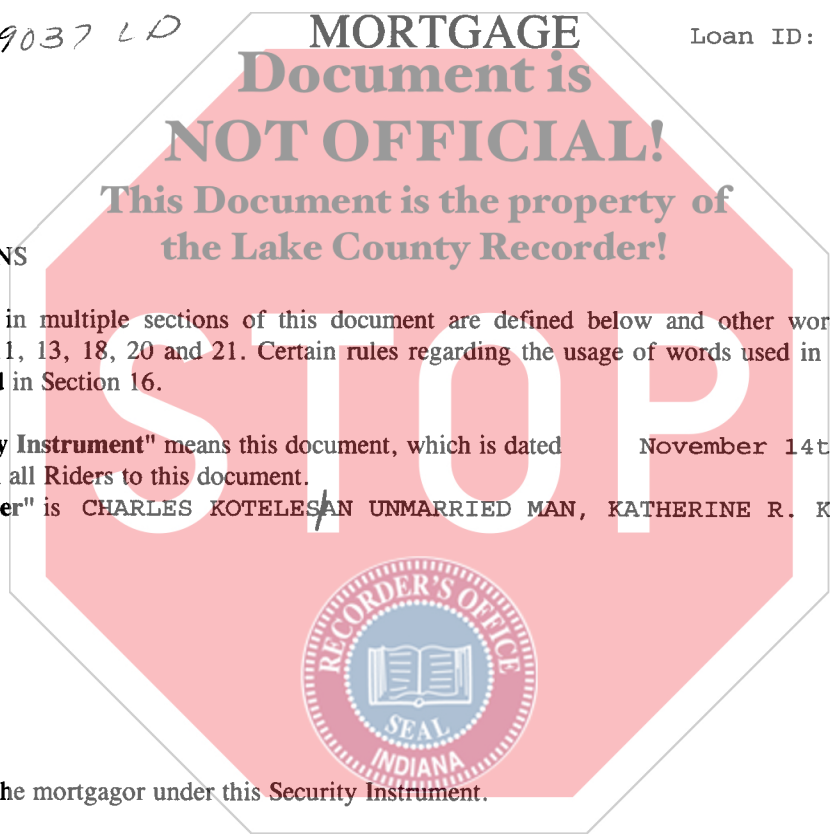 9037 LD MORTGAGE Loan ID:
Document is
NOT OFFICIAL!
This Document is the property of
the Lake County Recorder!
NS
in multiple sections of this document are defined below and other wor
1, 13, 18, 20 and 21. Certain rules regarding the usage of words used in
d in Section 16.
y Instrument" means this document, which is dated November 14t
all Riders to this document.
er" is CHARLES KOTELES/AN UNMARRIED MAN, KATHERINE R. K
STOP
RECORDER'S OFFICE
SEAL
INDIANA
he mortgagor under this Security Instrument.